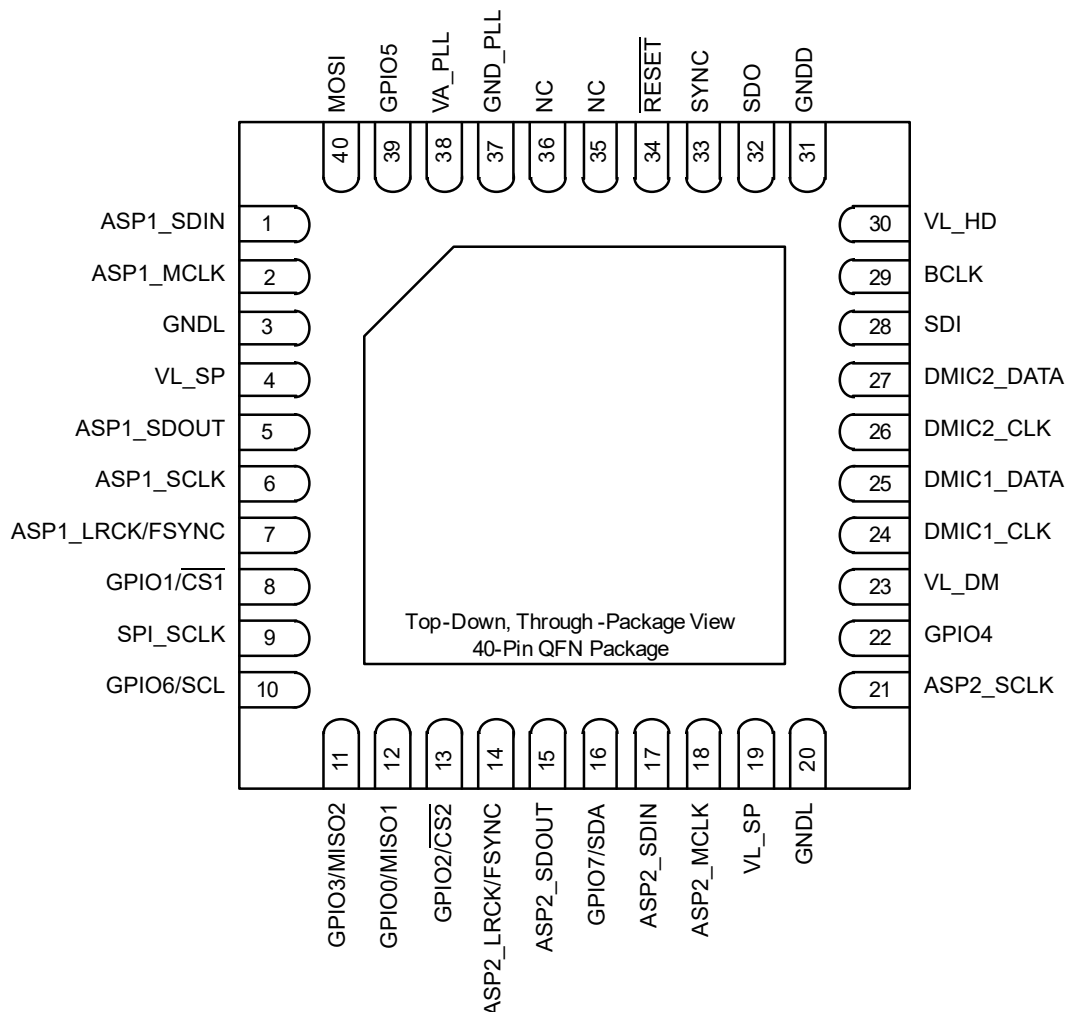 MOSI
GPIO5
VA_PLL
GND_PLL
NC
NC
RESET
SYNC
SDO
GNDD
40
39
38
37
36
35
34
33
32
31
ASP1_SDIN 1
ASP1_MCLK 2
GNDL 3
VL_SP 4
ASP1_SDOUT 5
ASP1_SCLK 6
ASP1_LRCK/FSYNC 7
GPIO1/CS1 8
SPI_SCLK 9
GPIO6/SCL 10
30 VL_HD
29 BCLK
28 SDI
27 DMIC2_DATA
26 DMIC2_CLK
25 DMIC1_DATA
24 DMIC1_CLK
23 VL_DM
22 GPIO4
21 ASP2_SCLK
Top-Down, Through -Package View
40-Pin QFN Package
11
12
13
14
15
16
17
18
19
20
GPIO3/MISO2
GPIO0/MISO1
GPIO2/CS2
ASP2_LRCK/FSYNC
ASP2_SDOUT
GPIO7/SDA
ASP2_SDIN
ASP2_MCLK
VL_SP
GNDL